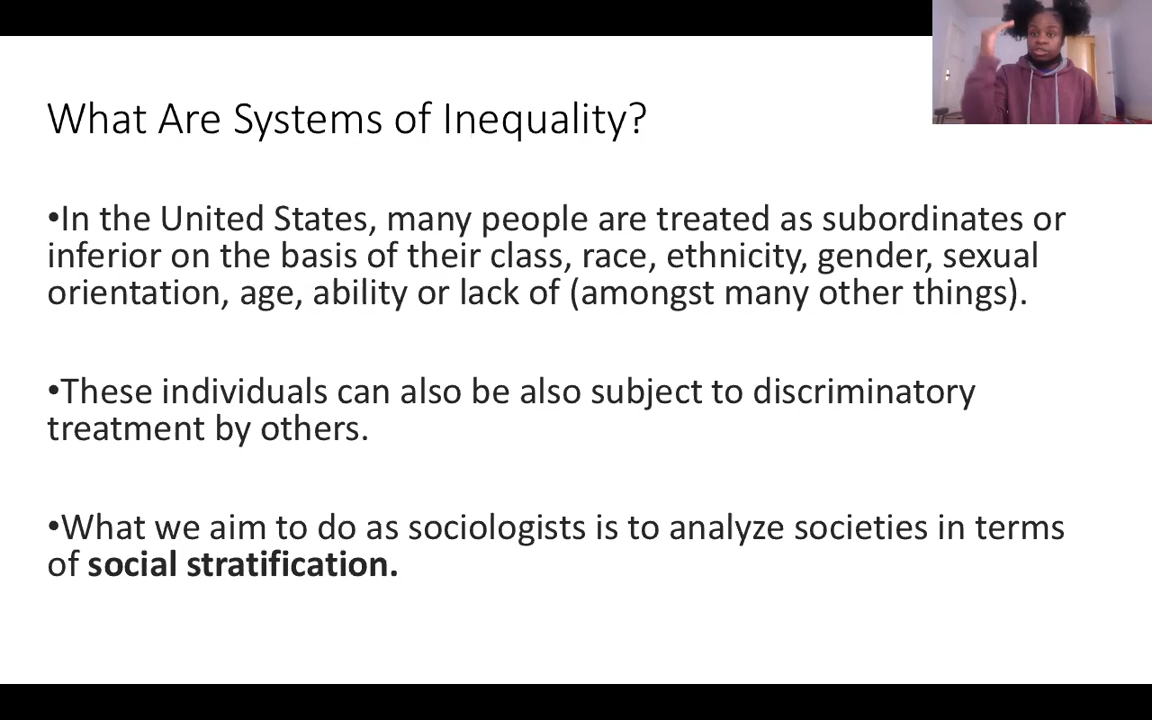 What Are Systems of Inequality?
•In the United States, many people are treated as subordinates or
inferior on the basis of their class, race, ethnicity, gender, sexual
orientation, age, ability or lack of (amongst many other things).
•These individuals can also be also subject to discriminatory
treatment by others.
•What we aim to do as sociologists is to analyze societies in terms
of social stratification.